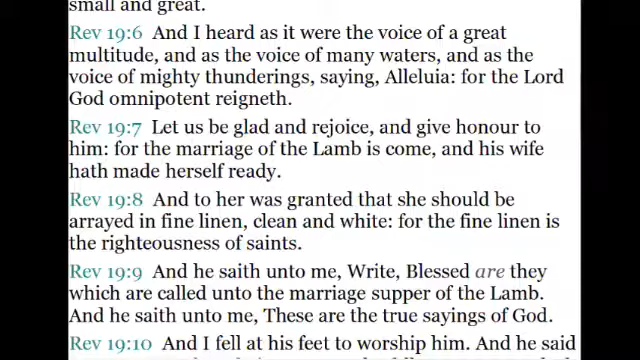 small and great.
Rev 19:6 And I heard as it were the voice of a great
multitude, and as the voice of many waters, and as the
voice of mighty thunderings, saying, Alleluia: for the Lord
God omnipotent reigneth.
Rev 19:7 Let us be glad and rejoice, and give honour to
him: for the marriage of the Lamb is come, and his wife
hath made herself ready.
Rev 19:8 And to her was granted that she should be
arrayed in fine linen, clean and white: for the fine linen is
the righteousness of saints.
Rev 19:9 And he saith unto me, Write, Blessed are they
which are called unto the marriage supper of the Lamb.
And he saith unto me, These are the true sayings of God.
Rev 19:10 And I fell at his feet to worship him. And he said